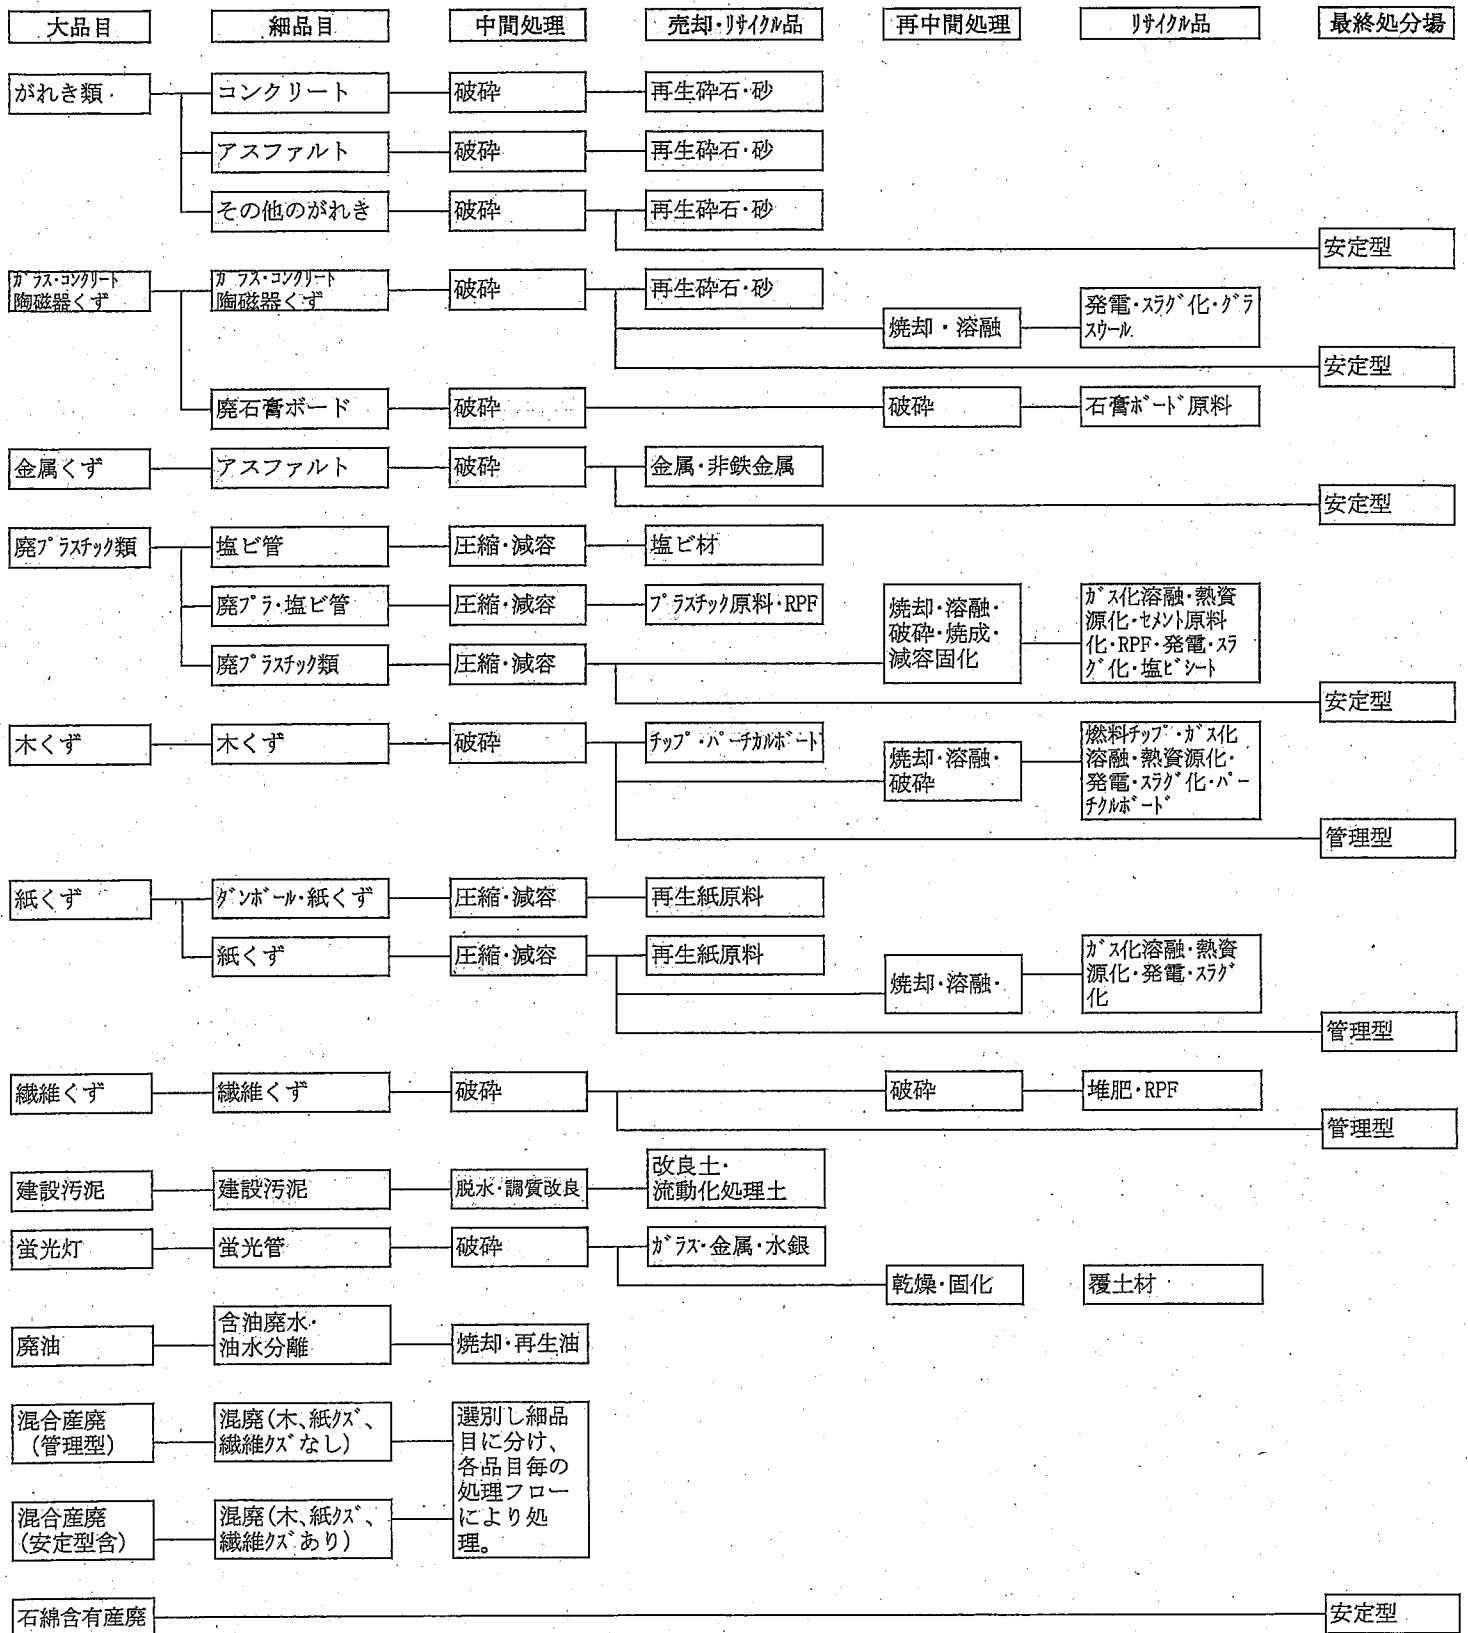 大品目 細品目 中間処理 売却・リサイクル品 再中間処理 リサイクル品 最終処分場
がれき類 コンクリート 破砕 再生砕石・砂
アスファルト 破砕 再生砕石・砂
その他のがれき 破砕 再生砕石・砂
安定型
ガラス・コンクリート
陶磁器くず
ガラス・コンクリート
陶磁器くず
破砕 再生砕石・砂
焼却・溶融
発電・スラグ化・グラ
スウール
安定型
廃石膏ボード 破砕 破砕 石膏ボード原料
金属くず アスファルト 破砕 金属・非鉄金属
安定型
廃プラスチック類 塩ビ管 圧縮・減容 塩ビ材
廃プラ・塩ビ管 圧縮・減容 プラスチック原料・RPF
廃プラスチック類 圧縮・減容
焼却・溶融・
破砕・焼成・
減容固化
ガス化溶融・熱資
源化・セメント原料
化・RPF・発電・スラ
グ化・塩ビシート
安定型
木くず 木くず 破砕 チップ・パーチカルボード
焼却・溶融・
破砕
燃料チップ・ガス化
溶融・熱資源化・
発電・スラグ化・パー
チクルボード
管理型
紙くず ダンボール・紙くず 圧縮・減容 再生紙原料
紙くず 圧縮・減容 再生紙原料
焼却・溶融・
ガス化溶融・熱資
源化・発電・スラグ
化
管理型
繊維くず 繊維くず 破砕 破砕 堆肥・RPF
管理型
建設汚泥 建設汚泥 脱水・調質改良
改良土・
流動化処理土
蛍光灯 蛍光管 破砕 ガラス・金属・水銀
乾燥・固化 覆土材
廃油
含油廃水・
油水分離
焼却・再生油
混合産廃
(管理型)
混廃(木、紙クズ、
繊維クズなし)
選別し細品
目に分け、
各品目毎の
処理フロー
により処
理。
混合産廃
(安定型含)
混廃(木、紙クズ、
繊維クズあり)
石綿含有産廃 安定型